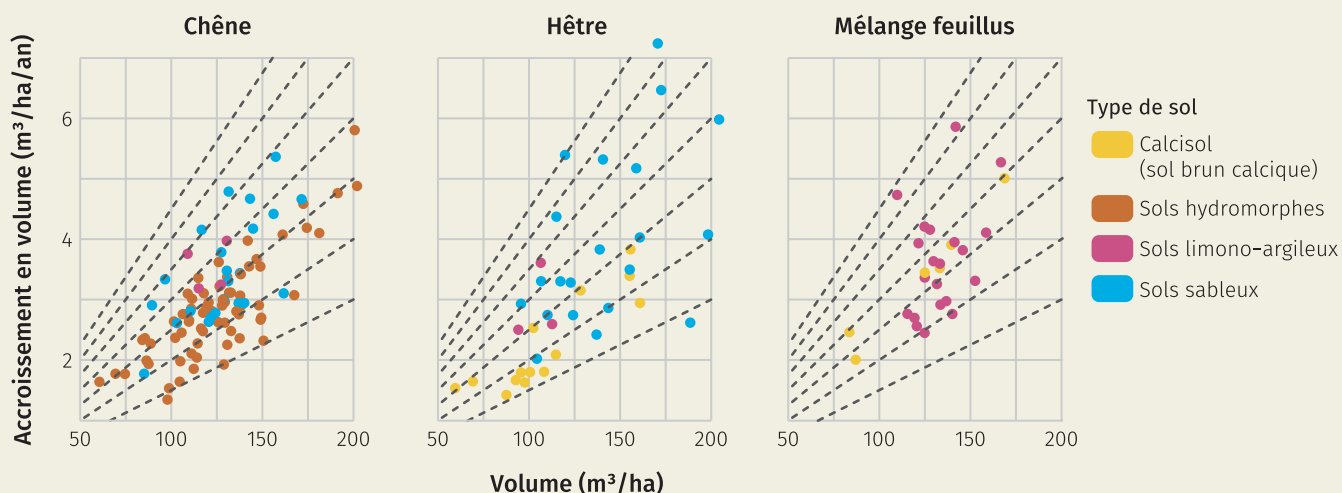 Chêne
Hêtre
Mélange feuillus
Accroissement en volume (m³/ha/an)
6
4
2
50 100 150 200
50 100 150 200
50 100 150 200
Volume (m³/ha)
Type de sol
Calcisol
(sol brun calcique)
Sols hydromorphes
Sols limono-argileux
Sols sableux